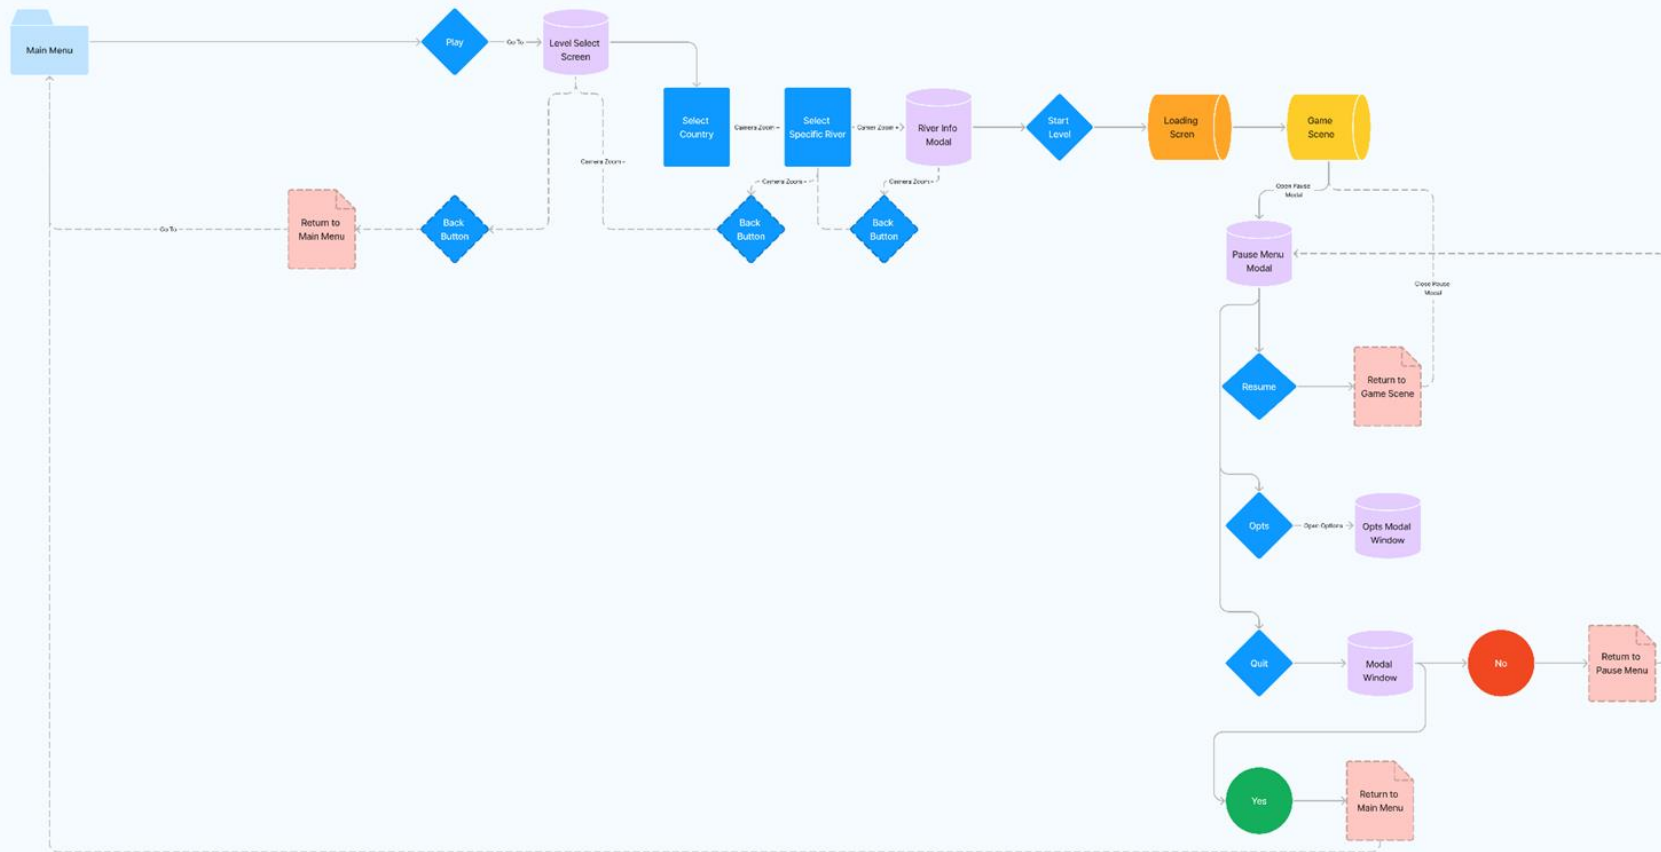 Main Menu
Play
Go To
Level Select
Screen
Select
Country
Camera Zoom +
Select
Specific River
Camer Zoom +
River Info
Modal
Start
Level
Loading
Scren
Game
Scene
Camera Zoom -
Camera Zoom -
Camera Zoom -
Open Pause
Modal
Go To
Return to
Main Menu
Back
Button
Back
Button
Back
Button
Pause Menu
Modal
Close Pause
Modal
Resume
Return to
Game Scene
Opts
Open Options
Opts Modal
Window
Quit
Modal
Window
No
Return to
Pause Menu
Yes
Return to
Main Menu